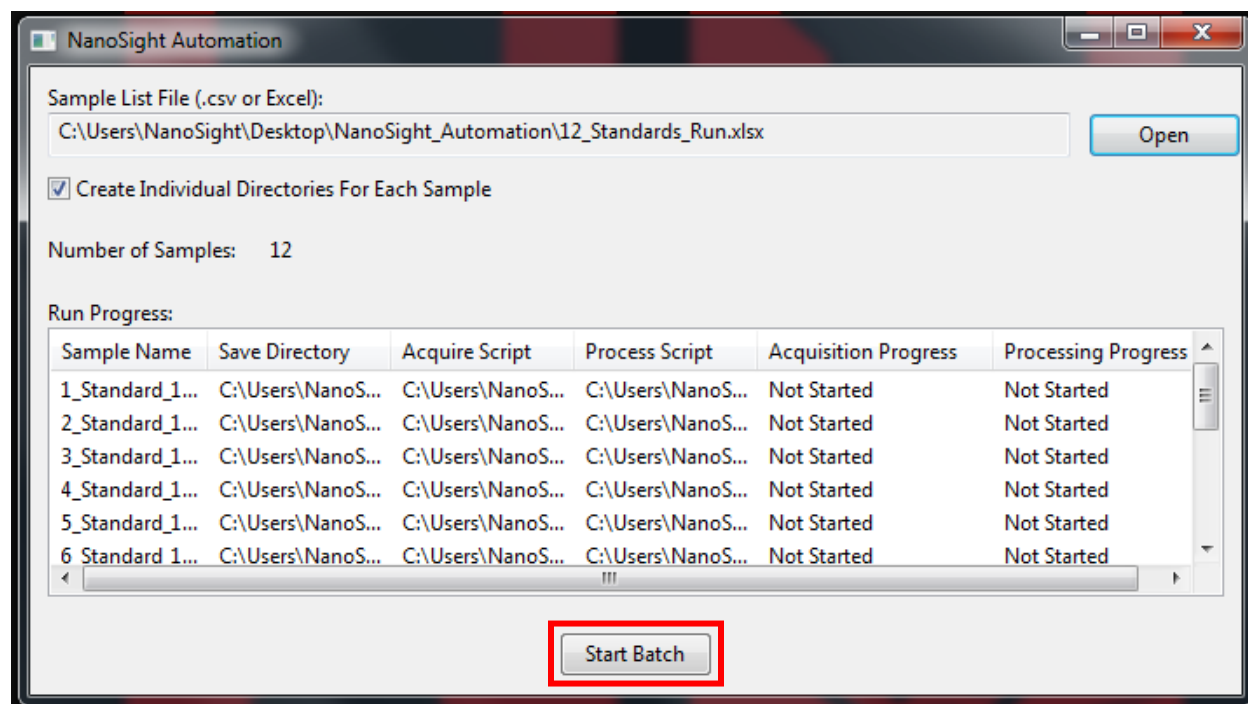 NanoSight Automation
Sample List File (.csv or Excel):
C:\Users\NanoSight\Desktop\NanoSight_Automation\12_Standards_Run.xlsx
Open
Create Individual Directories For Each Sample
Number of Samples: 12
Run Progress:
Sample Name Save Directory Acquire Script Process Script Acquisition Progress Processing Progress
1_Standard_1... C:\Users\NanoS... C:\Users\NanoS... C:\Users\NanoS... Not Started Not Started
2_Standard_1... C:\Users\NanoS... C:\Users\NanoS... C:\Users\NanoS... Not Started Not Started
3_Standard_1... C:\Users\NanoS... C:\Users\NanoS... C:\Users\NanoS... Not Started Not Started
4_Standard_1... C:\Users\NanoS... C:\Users\NanoS... C:\Users\NanoS... Not Started Not Started
5_Standard_1... C:\Users\NanoS... C:\Users\NanoS... C:\Users\NanoS... Not Started Not Started
6_Standard_1... C:\Users\NanoS... C:\Users\NanoS... C:\Users\NanoS... Not Started Not Started
Start Batch